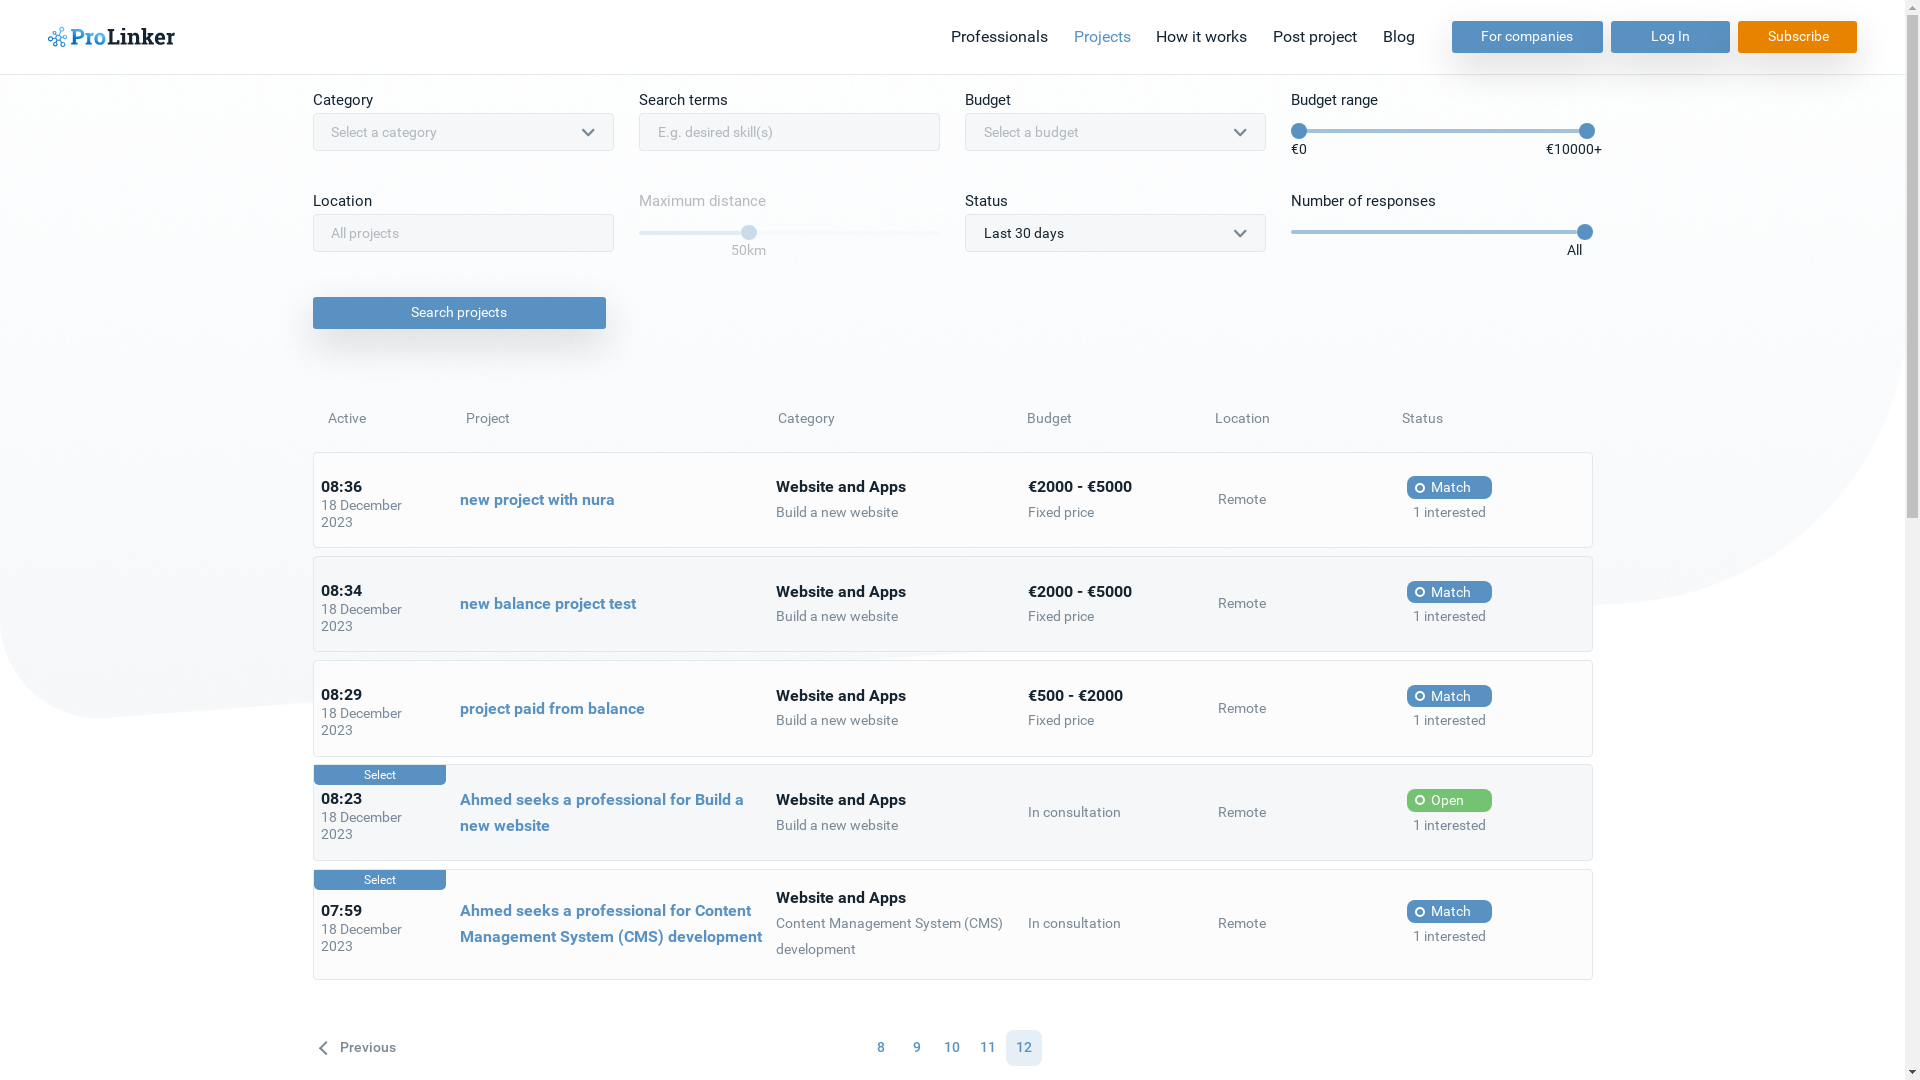 ProLinker
Professionals
Projects
How it works
Post project
Blog
For companies
Log In
Subscribe
Category
Search terms
Budget
Budget range
Select a category
E.g. desired skill(s)
Select a budget
€0
€10000+
Location
Maximum distance
Status
Number of responses
All projects
50km
Last 30 days
All
Search projects
Active
Project
Category
Budget
Location
Status
08:36
18 December
2023
new project with nura
Website and Apps
Build a new website
€2000 - €5000
Fixed price
Remote
Match
1 interested
08:34
18 December
2023
new balance project test
Website and Apps
Build a new website
€2000 - €5000
Fixed price
Remote
Match
1 interested
08:29
18 December
2023
project paid from balance
Website and Apps
Build a new website
€500 - €2000
Fixed price
Remote
Match
1 interested
Select
08:23
18 December
2023
Ahmed seeks a professional for Build a
new website
Website and Apps
Build a new website
In consultation
Remote
Open
1 interested
Select
07:59
18 December
2023
Ahmed seeks a professional for Content
Management System (CMS) development
Website and Apps
Content Management System (CMS)
development
In consultation
Remote
Match
1 interested
Previous
8
9
10
11
12